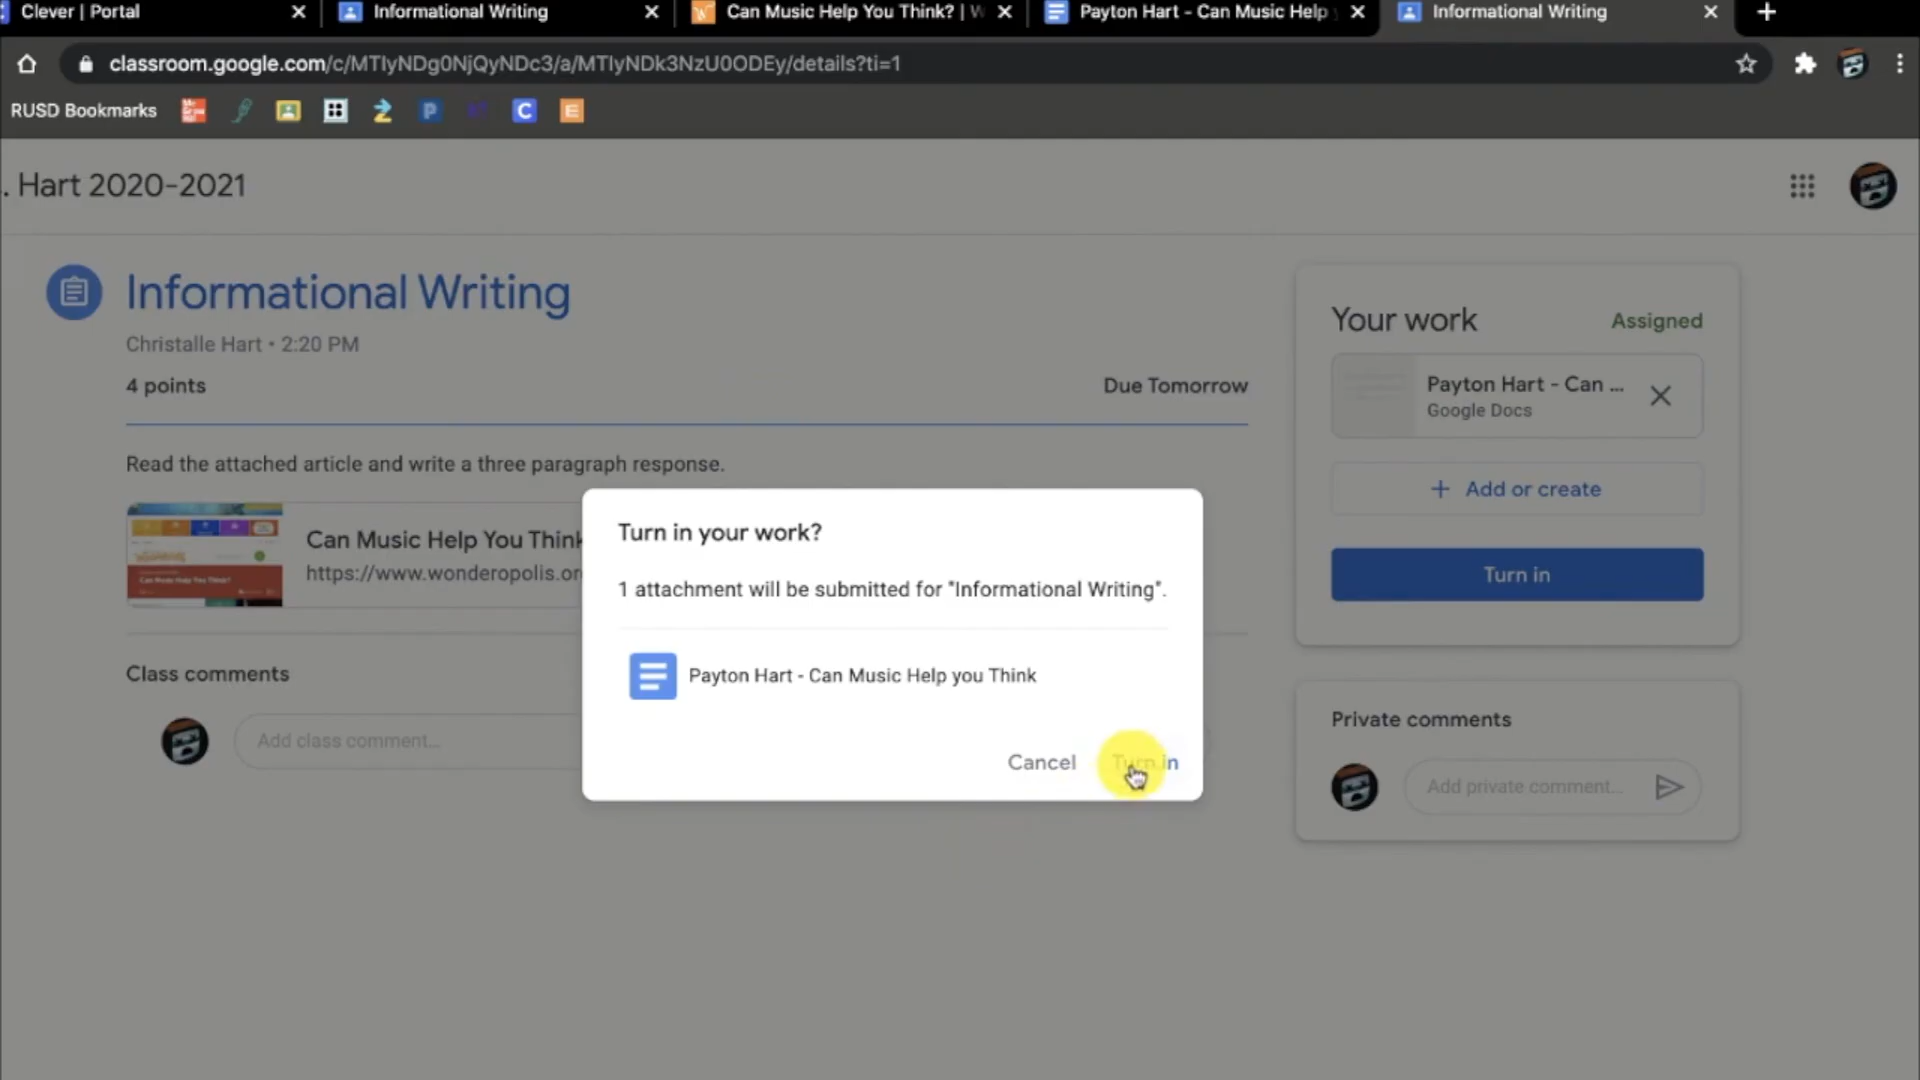 Clever | Portal
Informational Writing
Can Music Help You Think? | W
Payton Hart - Can Music Help
Informational Writing
classroom.google.com/c/MTIyNDg0NjQyNDc3/a/MTIyNDk3NzU0ODEy/details?ti=1
RUSD Bookmarks
. Hart 2020-2021
Informational Writing
Christalle Hart • 2:20 PM
4 points
Due Tomorrow
Read the attached article and write a three paragraph response.
Can Music Help You Think
https://www.wonderopolis.or
Class comments
Add class comment...
Your work
Assigned
Payton Hart - Can ...
Google Docs
+ Add or create
Turn in
Private comments
Add private comment...
Turn in your work?
1 attachment will be submitted for "Informational Writing".
Payton Hart - Can Music Help you Think
Cancel
Turn in